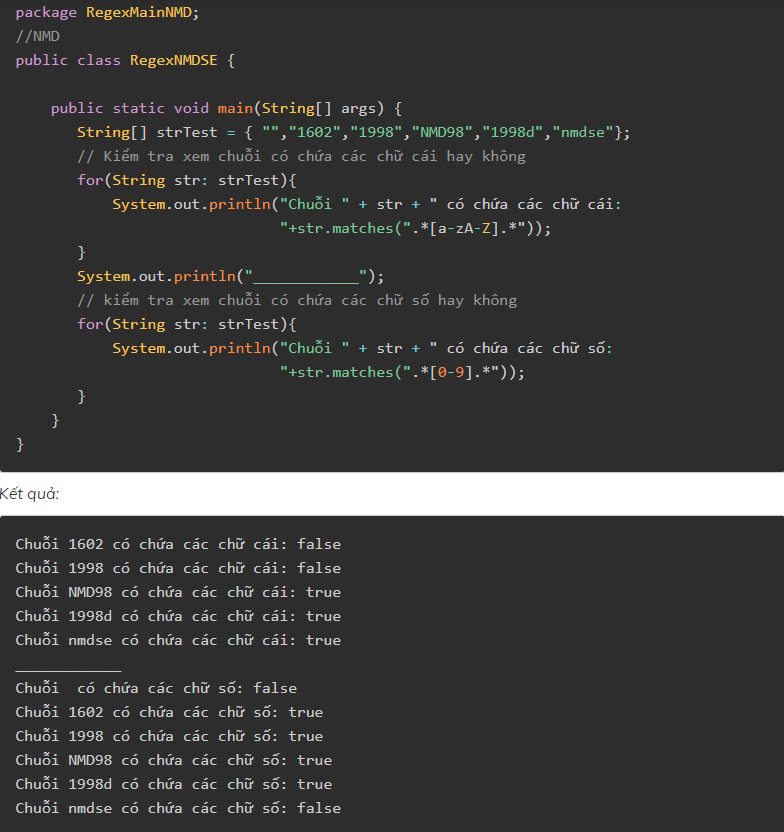 package RegexMainNMD;
//NMD
public class RegexNMDSE {
public static void main(String[] args) {
String[] strTest = { "","1602","1998","NMD98","1998d","nmdse"};
// Kiểm tra xem chuỗi có chứa các chữ cái hay không
for(String str: strTest){
System.out.println("Chuỗi " + str + " có chứa các chữ cái:
"+str.matches(".*[a-zA-Z].*"));
}
System.out.println("____________");
// kiểm tra xem chuỗi có chứa các chữ số hay không
for(String str: strTest){
System.out.println("Chuỗi " + str + " có chứa các chữ số:
"+str.matches(".*[0-9].*"));
}
}
}
Kết quả:
Chuỗi 1602 có chứa các chữ cái: false
Chuỗi 1998 có chứa các chữ cái: false
Chuỗi NMD98 có chứa các chữ cái: true
Chuỗi 1998d có chứa các chữ cái: true
Chuỗi nmdse có chứa các chữ cái: true
____________
Chuỗi  có chứa các chữ số: false
Chuỗi 1602 có chứa các chữ số: true
Chuỗi 1998 có chứa các chữ số: true
Chuỗi NMD98 có chứa các chữ số: true
Chuỗi 1998d có chứa các chữ số: true
Chuỗi nmdse có chứa các chữ số: false